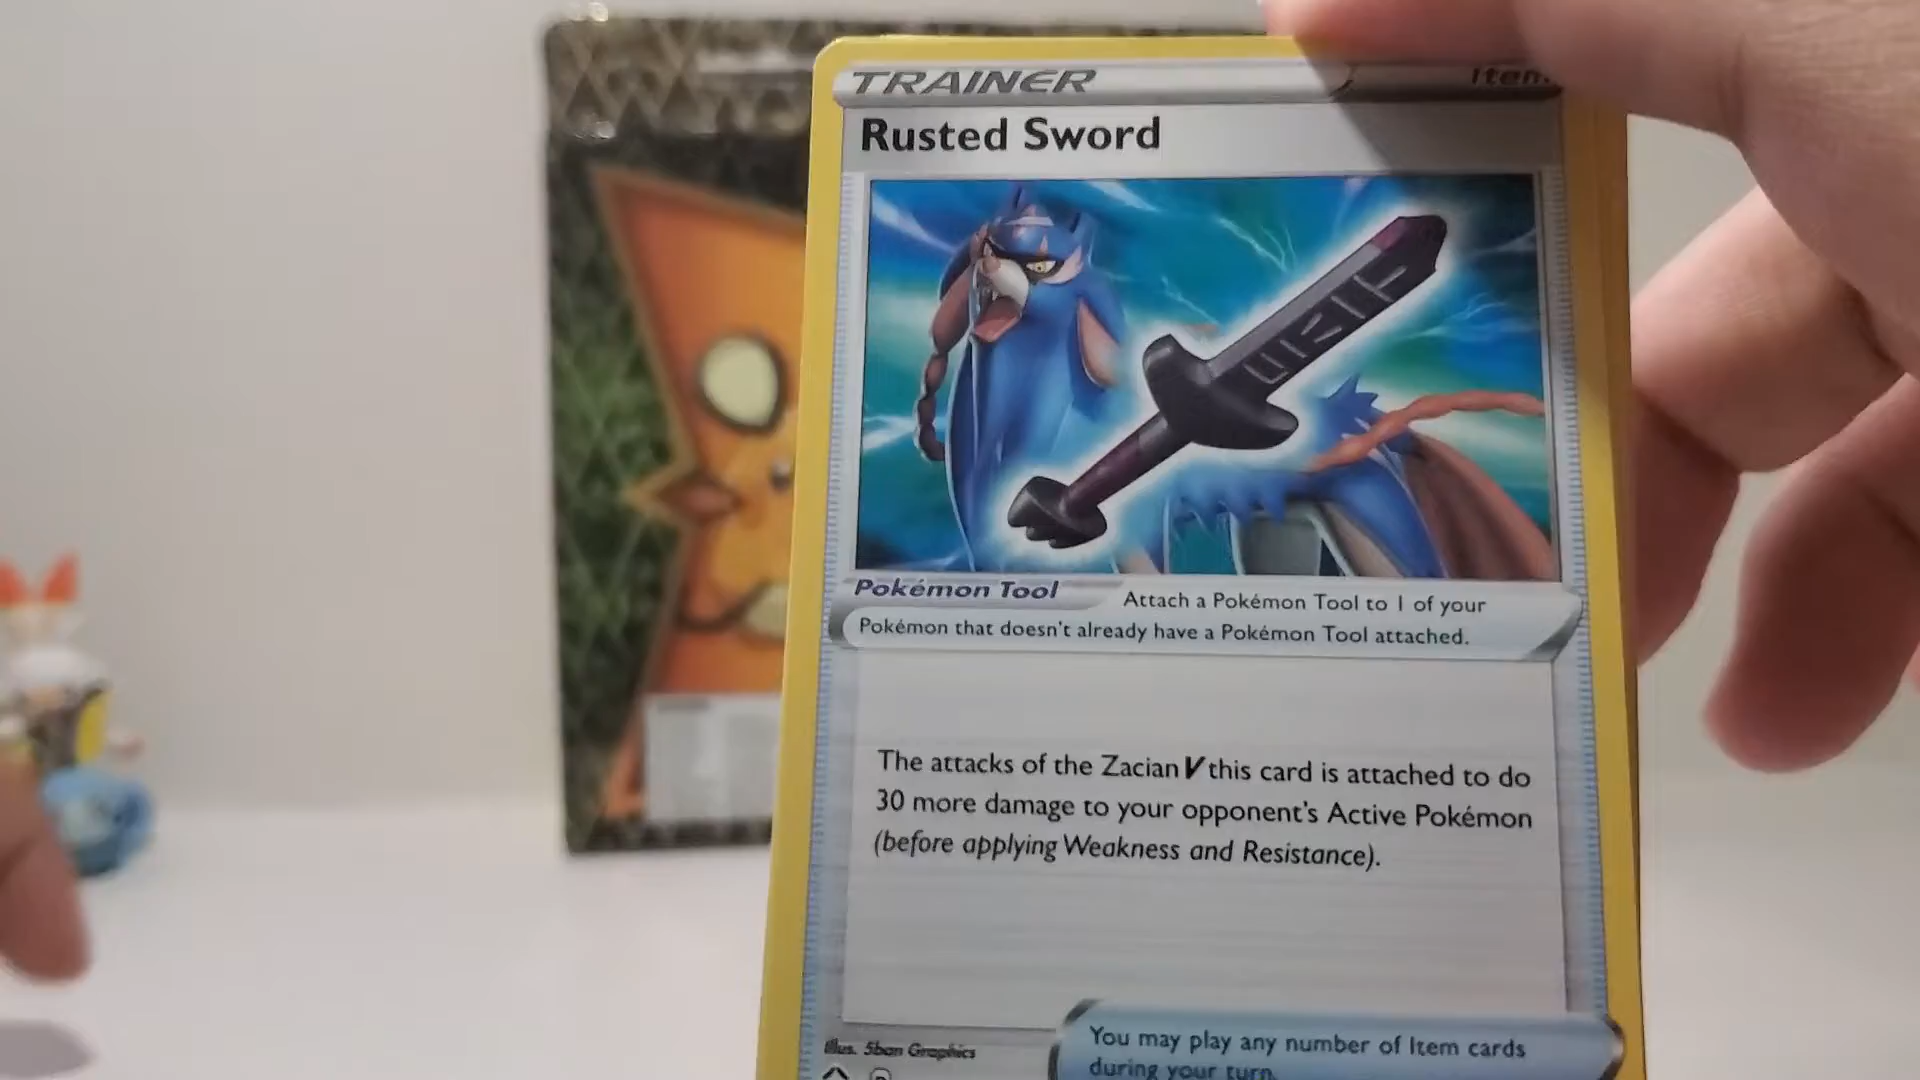 TRAINER
Item
Rusted Sword
Pokémon Tool
Attach a Pokémon Tool to 1 of your
Pokémon that doesn't already have a Pokémon Tool attached.
The attacks of the Zacian V this card is attached to do
30 more damage to your opponent's Active Pokémon
(before applying Weakness and Resistance).
Illus. 5ban Graphics
You may play any number of Item cards
during your turn.